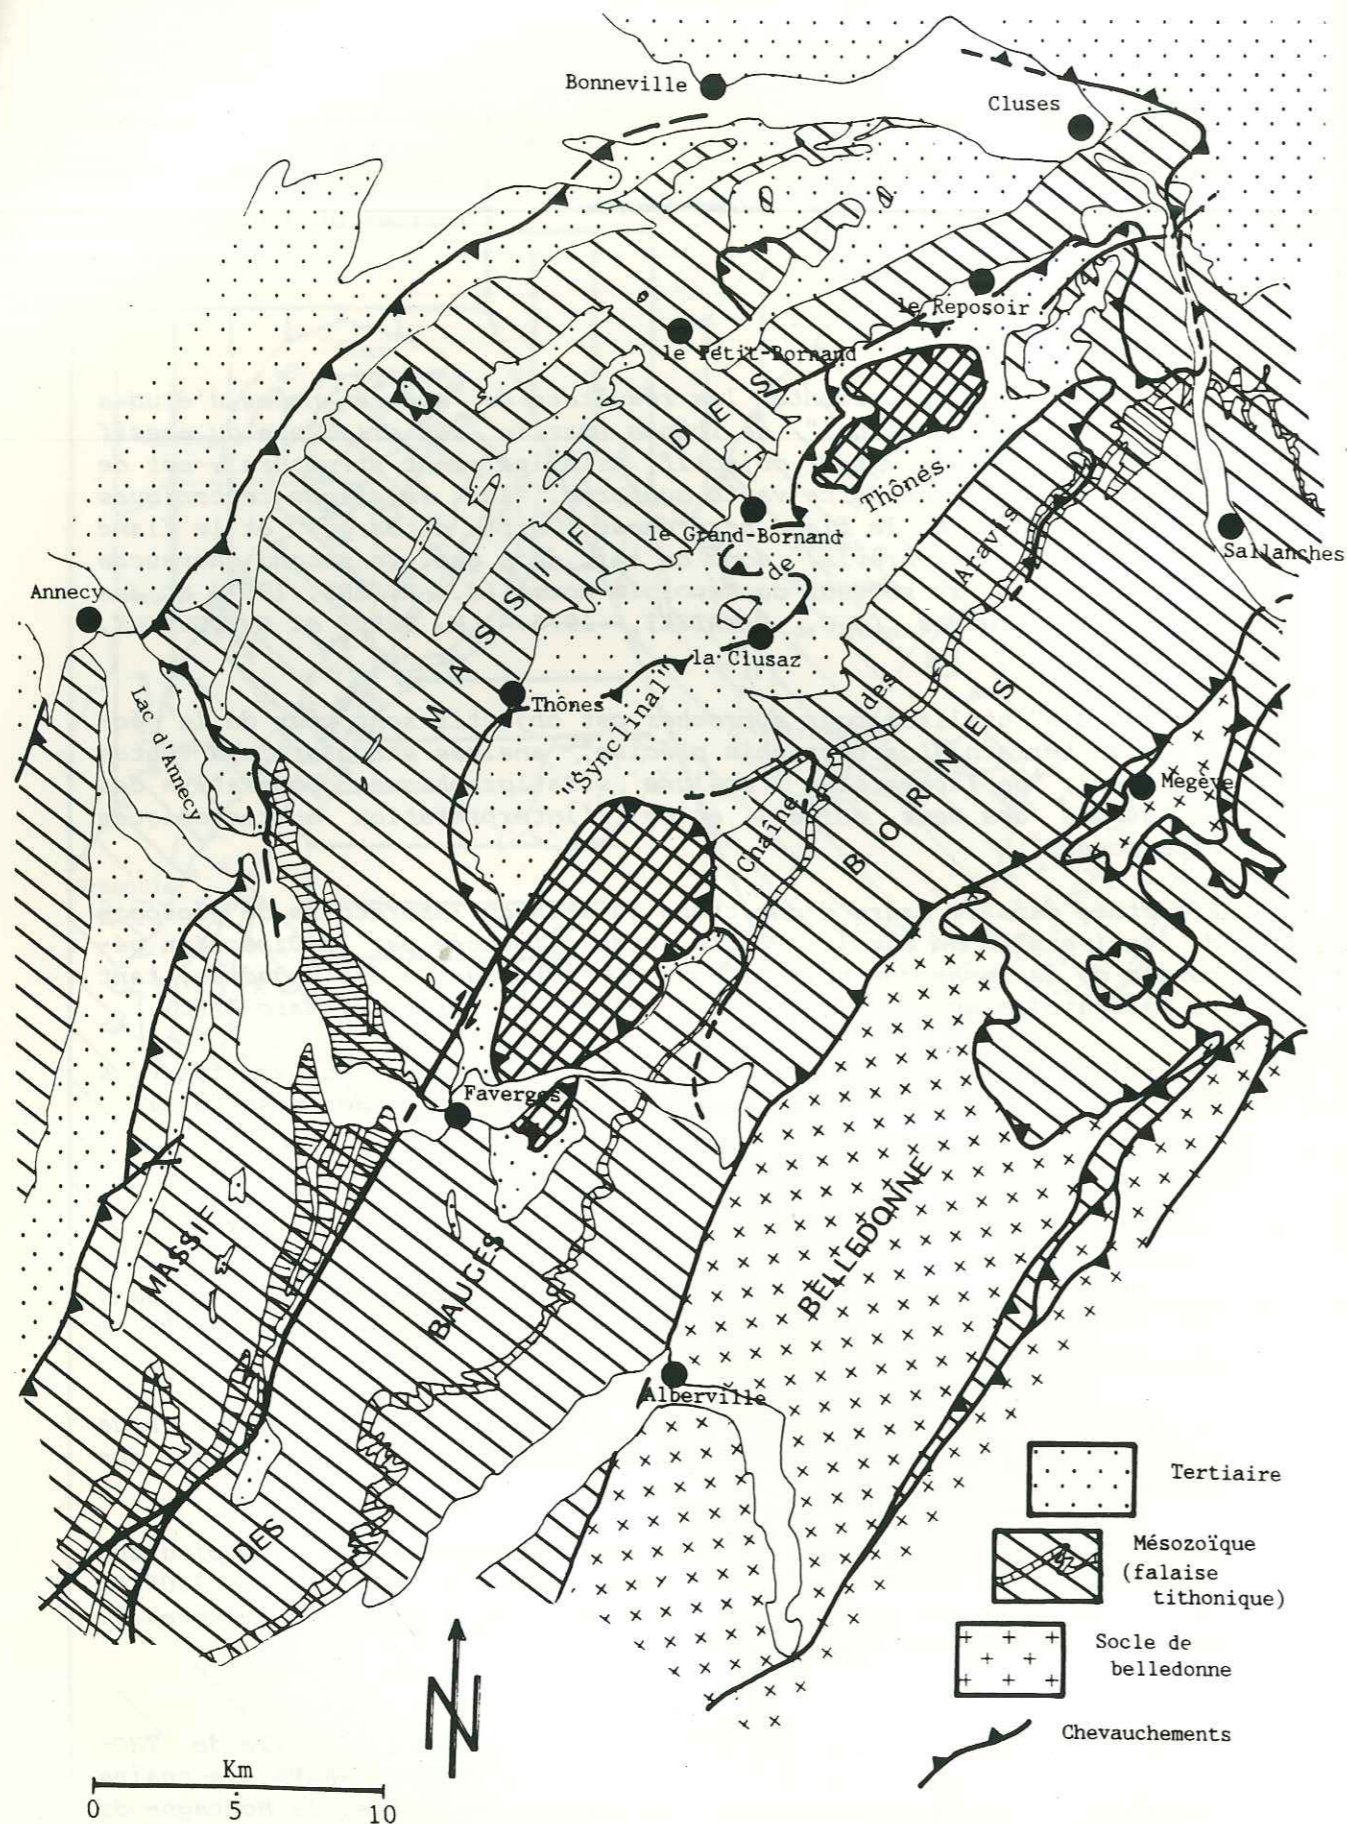 Bonneville
Cluses
le Reposoir
le Petit-Bornand
MASSIF DES BORNES
Thônes.
le Grand-Bornand
de
Aravis
Sallanches
Annecy
la Clusaz
des
Lac d'Annecy
Thônes
"Synclinal"
Megève
Chaîne
Faverges
MASSIF
BELLEDONNE
BAUGES
Alberville
DES
Tertiaire
Mésozoïque
(falaise
tithonique)
Socle de
belledonne
Chevauchements
N
Km
0 5 10